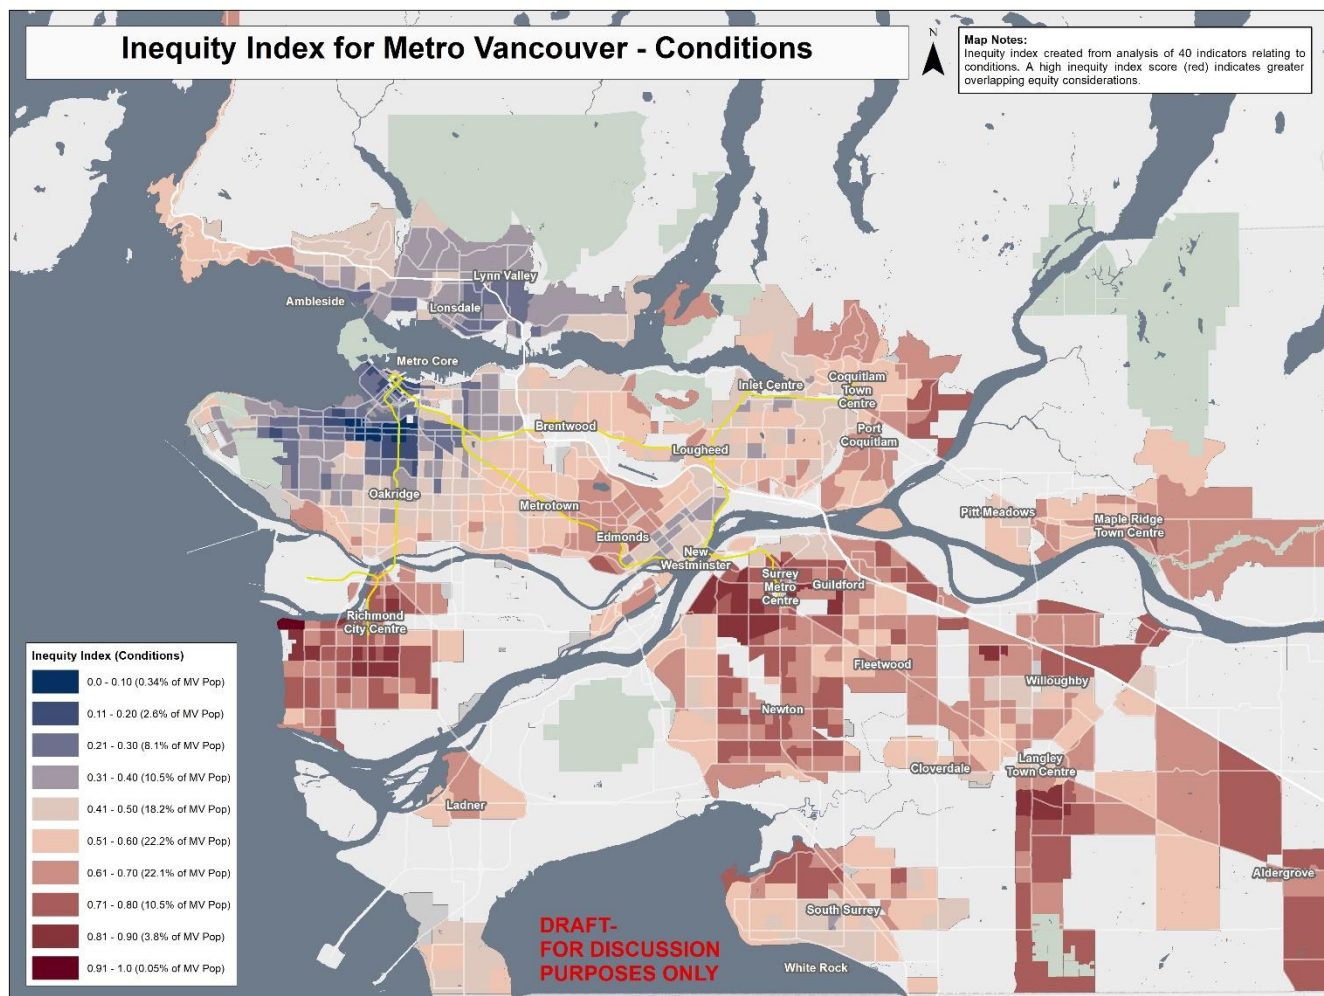 Inequity Index for Metro Vancouver - Conditions
N
Map Notes:
Inequity index created from analysis of 40 indicators relating to
conditions. A high inequity index score (red) indicates greater
overlapping equity considerations.
Lynn Valley
Ambleside
Lonsdale
Metro Core
Inlet Centre
Coquitlam
Town
Centre
Brentwood
Port
Coquitlam
Lougheed
Oakridge
Metrotown
Pitt Meadows
Maple Ridge
Town Centre
Edmonds
New
Westminster
Surrey
Metro
Centre
Guildford
Richmond
City Centre
Fleetwood
Willoughby
Newton
Cloverdale
Langley
Town Centre
Ladner
Aldergrove
South Surrey
White Rock
Inequity Index (Conditions)
0.0 - 0.10 (0.34% of MV Pop)
0.11 - 0.20 (2.6% of MV Pop)
0.21 - 0.30 (8.1% of MV Pop)
0.31 - 0.40 (10.5% of MV Pop)
0.41 - 0.50 (18.2% of MV Pop)
0.51 - 0.60 (22.2% of MV Pop)
0.61 - 0.70 (22.1% of MV Pop)
0.71 - 0.80 (10.5% of MV Pop)
0.81 - 0.90 (3.8% of MV Pop)
0.91 - 1.0 (0.05% of MV Pop)
DRAFT-
FOR DISCUSSION
PURPOSES ONLY